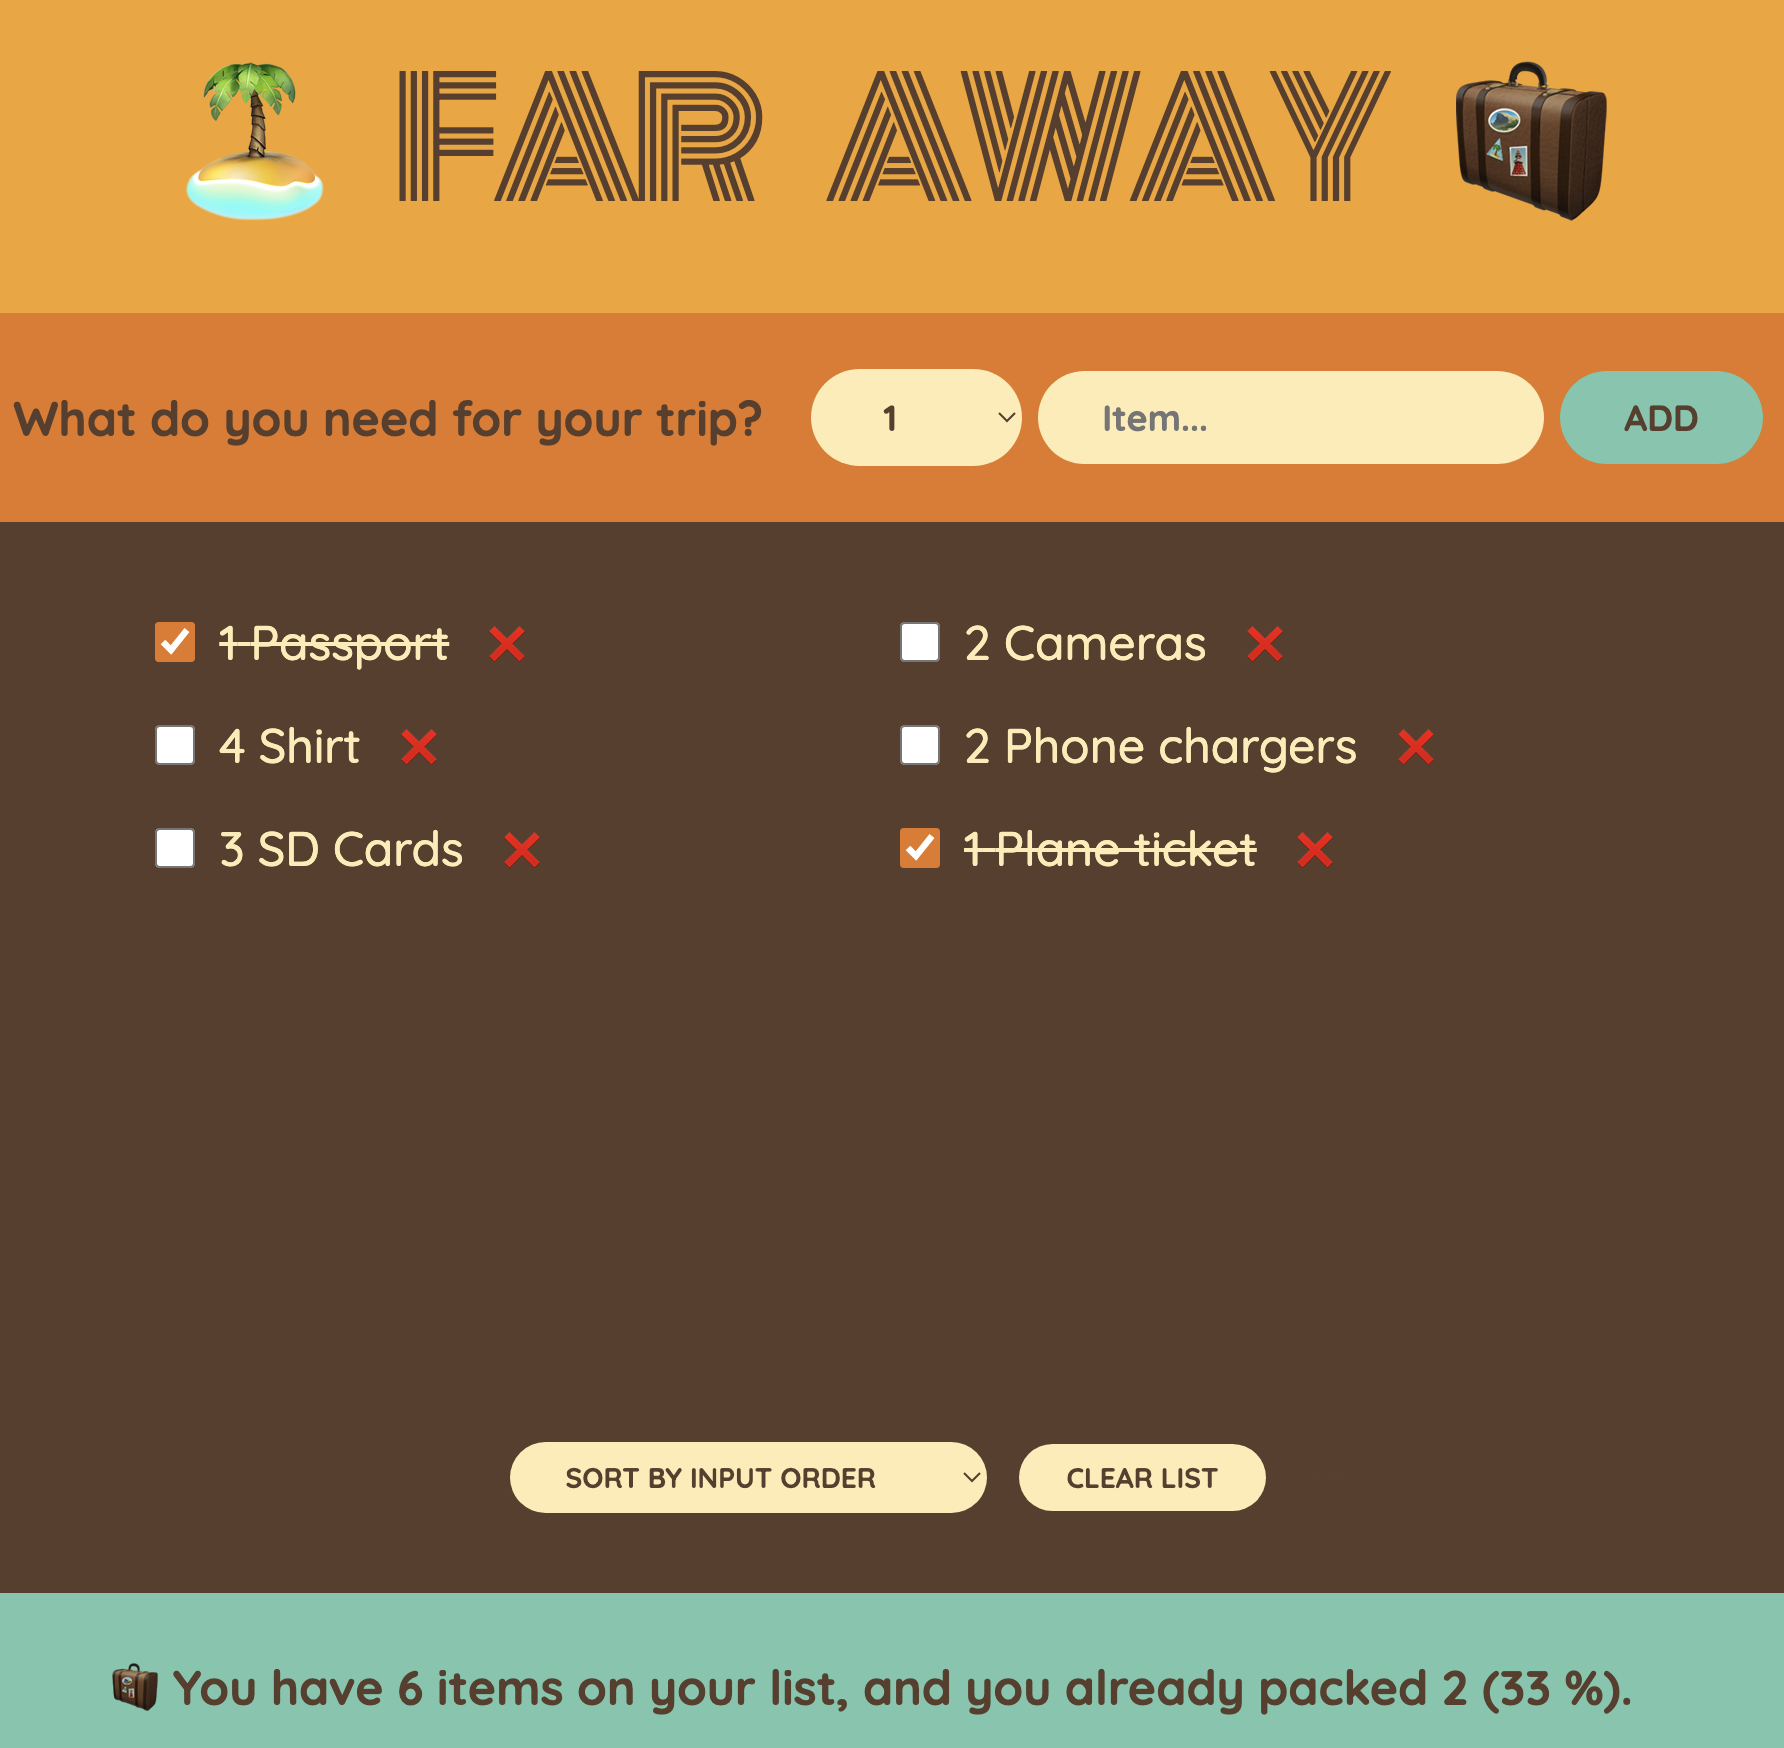 FAR AWAY
What do you need for your trip? 1 Item... ADD
1 Passport
2 Cameras
4 Shirt
2 Phone chargers
3 SD Cards
1 Plane ticket
SORT BY INPUT ORDER
CLEAR LIST
You have 6 items on your list, and you already packed 2 (33 %).